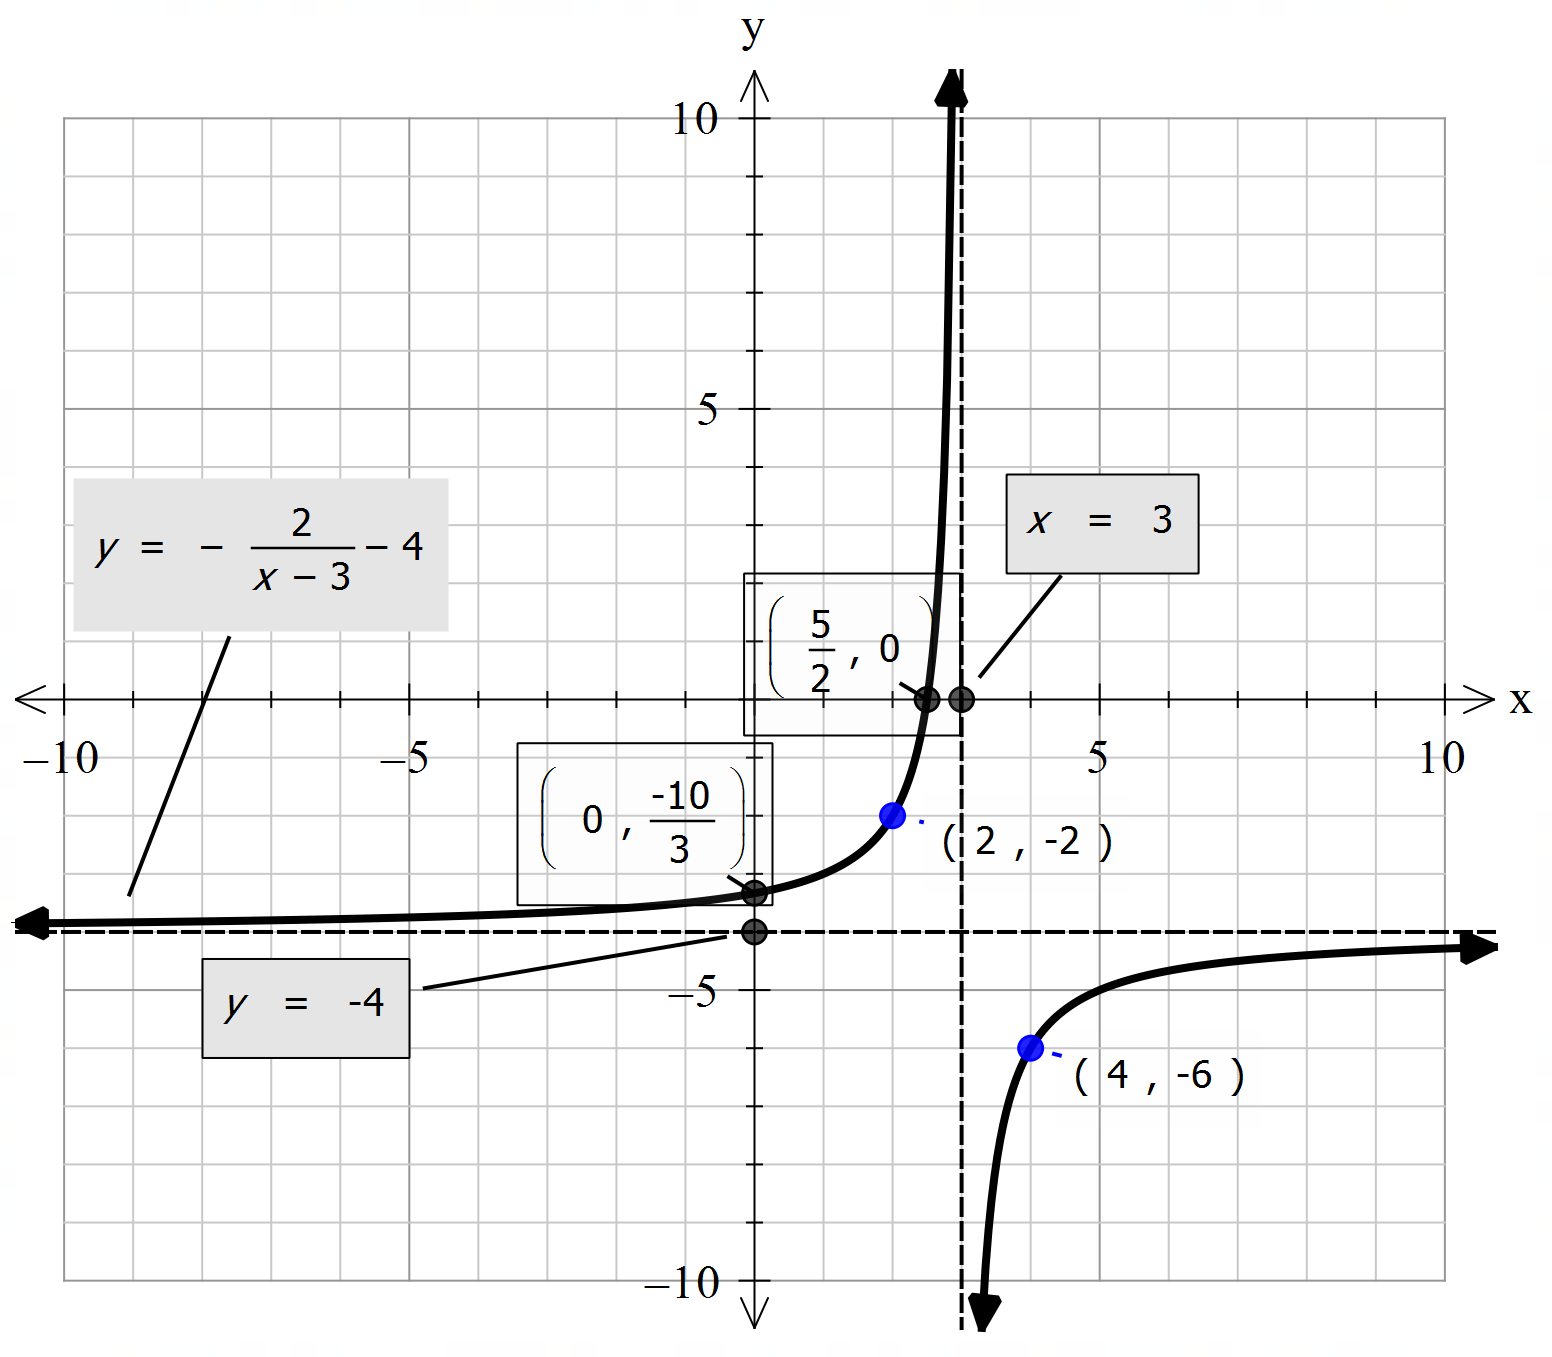 y
10
5
y = - 2/(x - 3) - 4
x = 3
( 5/2 , 0 )
x
–10
–5
5
10
( 0 , -10/3 )
( 2 , -2 )
–5
y = -4
( 4 , -6 )
–10